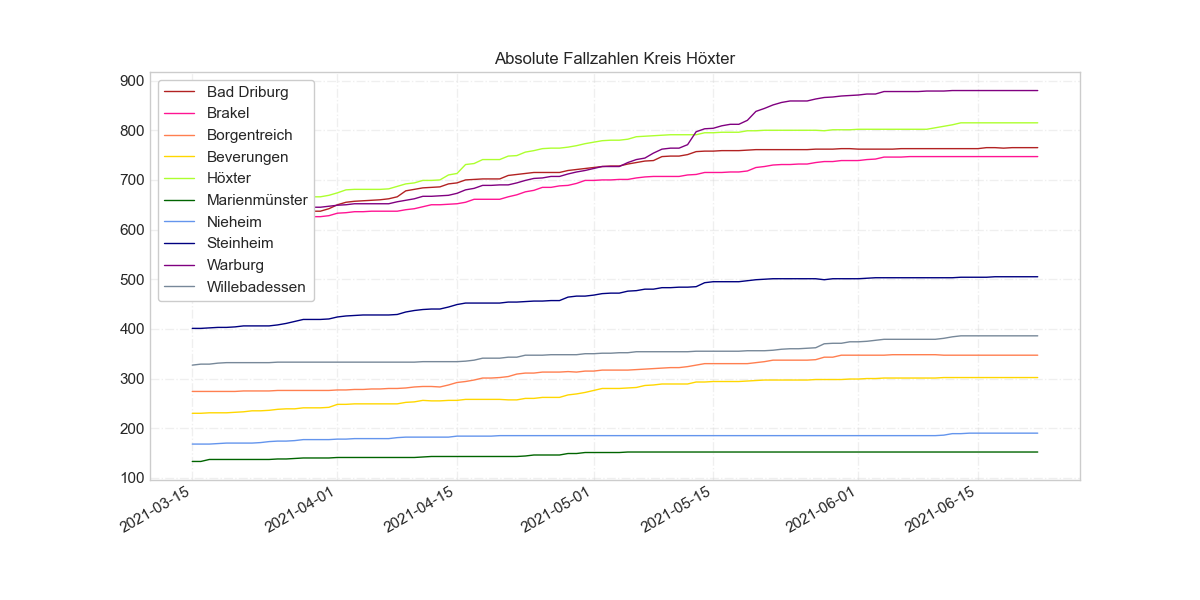 Absolute Fallzahlen Kreis Höxter
900
800
700
600
500
400
300
200
100
Bad Driburg
Brakel
Borgentreich
Beverungen
Höxter
Marienmünster
Nieheim
Steinheim
Warburg
Willebadessen
2021-03-15
2021-04-01
2021-04-15
2021-05-01
2021-05-15
2021-06-01
2021-06-15